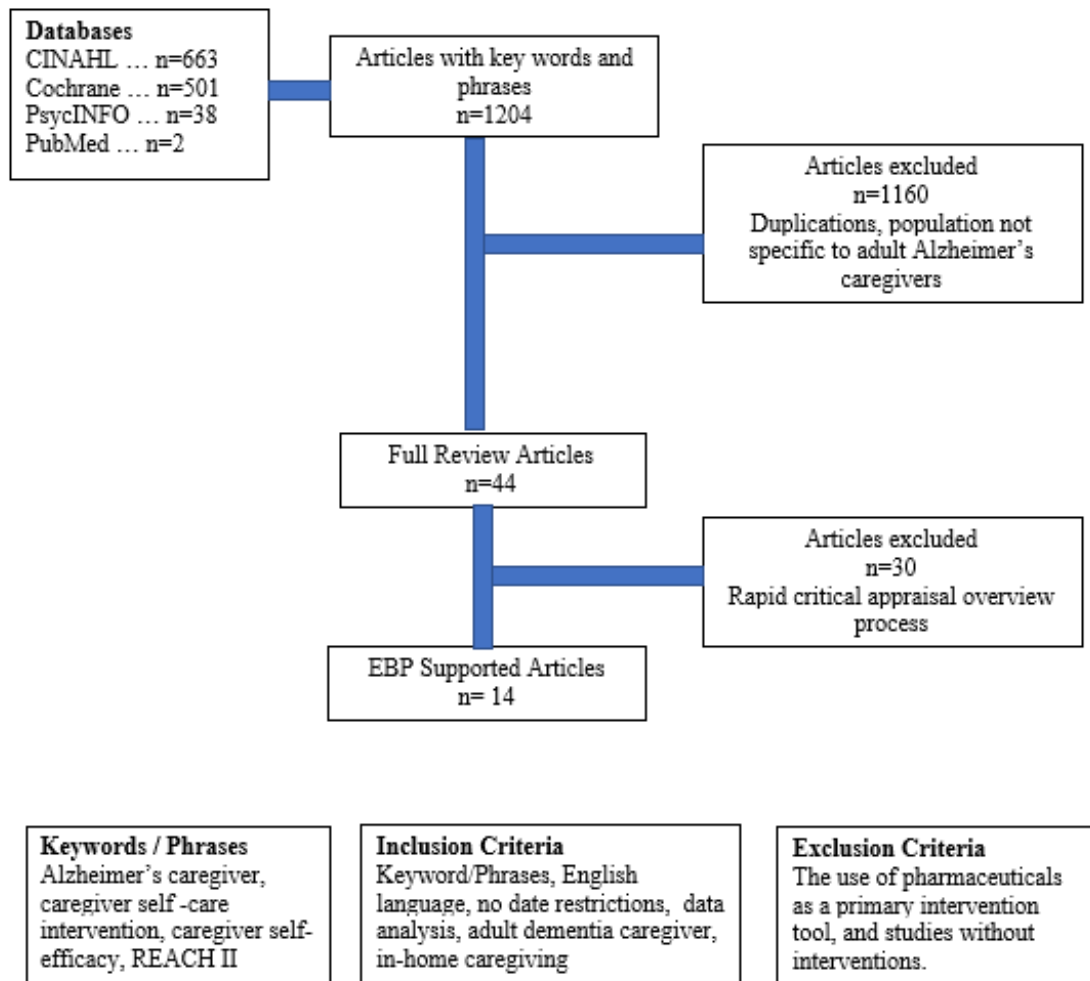 Databases
CINAHL … n=663
Cochrane … n=501
PsycINFO … n=38
PubMed … n=2
Articles with key words and
phrases
n=1204
Articles excluded
n=1160
Duplications, population not
specific to adult Alzheimer’s
caregivers
Full Review Articles
n=44
Articles excluded
n=30
Rapid critical appraisal overview
process
EBP Supported Articles
n= 14
Keywords / Phrases
Alzheimer’s caregiver,
caregiver self -care
intervention, caregiver self-
efficacy, REACH II
Inclusion Criteria
Keyword/Phrases, English
language, no date restrictions, data
analysis, adult dementia caregiver,
in-home caregiving
Exclusion Criteria
The use of pharmaceuticals
as a primary intervention
tool, and studies without
interventions.